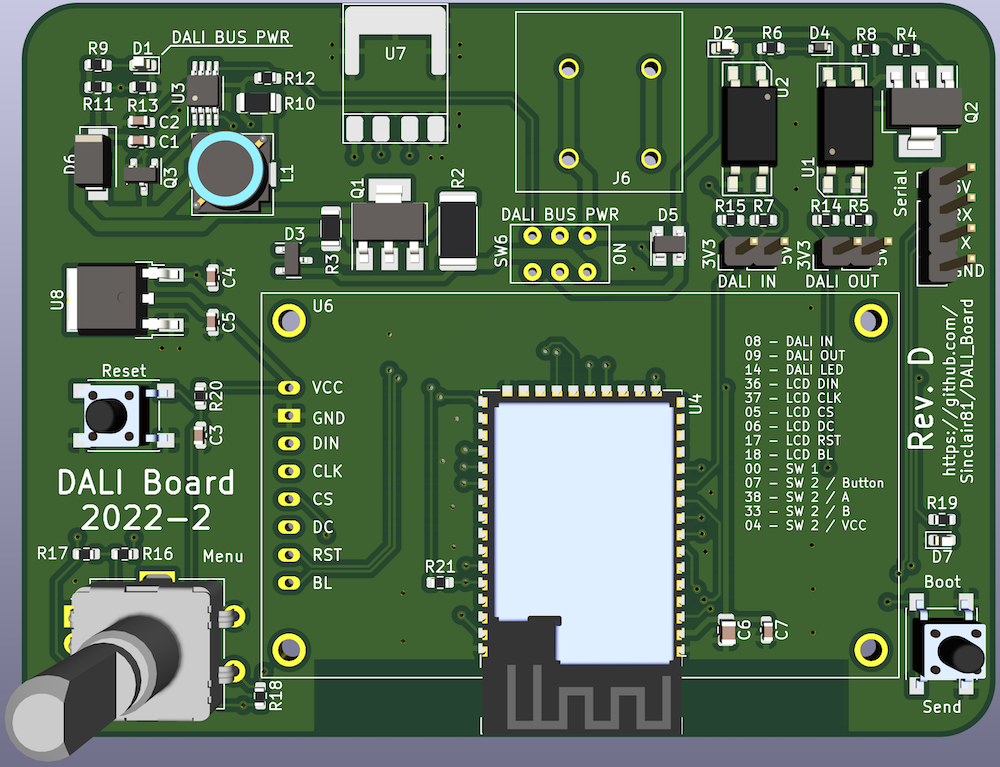 DALI BUS PWR
R9
D1
U3
R12
R11
R13
R10
C2
C1
D6
Q3
L1
U7
J6
D2
R6
D4
R8
R4
U2
U1
Q2
Q1
R2
D3
R3
DALI BUS PWR
SW6
ON
D5
R15
R7
R14
R5
3V3
5V
3V3
5V
DALI IN
DALI OUT
Serial
5V
RX
GND
U8
C4
C5
U6
Reset
R20
C3
VCC
GND
DIN
CLK
CS
DC
RST
BL
U4
08 - DALI IN
09 - DALI OUT
14 - DALI LED
36 - LCD DIN
37 - LCD CLK
05 - LCD CS
06 - LCD DC
17 - LCD RST
18 - LCD BL
00 - SW 1
07 - SW 2 / Button
38 - SW 2 / A
33 - SW 2 / B
04 - SW 2 / VCC
Rev. D
https://github.com/
Sinclair81/DALI_Board
DALI Board
2022-2
R17
R16
Menu
R21
R18
C6
C7
R19
D7
Boot
Send